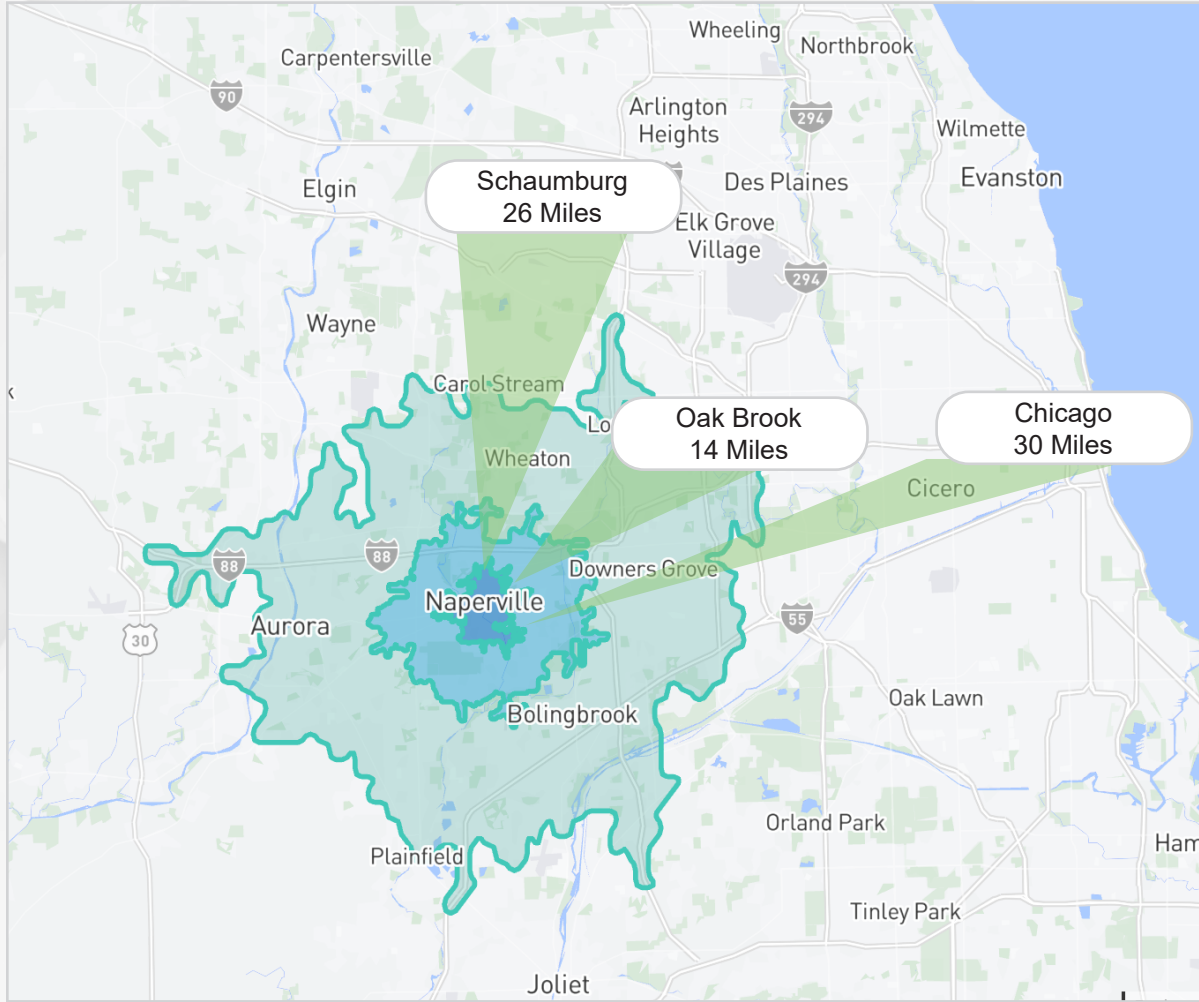 Wheeling
Northbrook
Carpentersville
90
Arlington
Heights
294
Wilmette
Schaumburg
26 Miles
Des Plaines
Evanston
Elgin
Elk Grove
Village
294
Wayne
Carol Stream
Oak Brook
14 Miles
Chicago
30 Miles
Lo
Wheaton
Cicero
88
88
Downers Grove
Naperville
Aurora
30
55
Oak Lawn
Bolingbrook
Orland Park
Ham
Plainfield
Tinley Park
Joliet